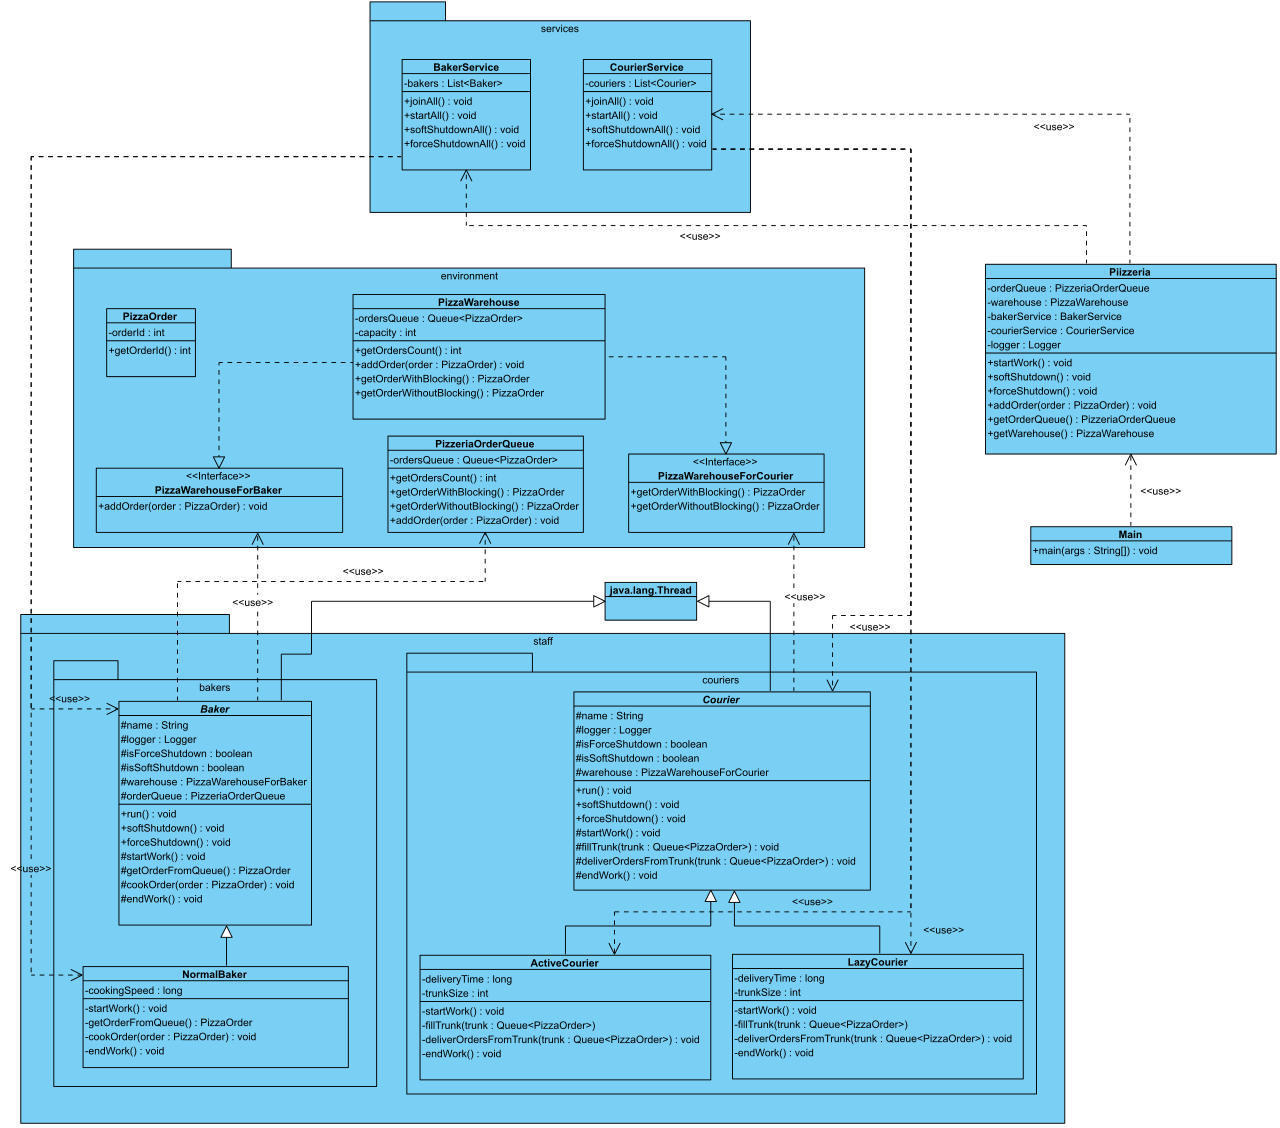 services
BakerService
-bakers : List<Baker>
+joinAll() : void
+startAll() : void
+softShutdownAll() : void
+forceShutdownAll() : void
CourierService
-couriers : List<Courier>
+joinAll() : void
+startAll() : void
+softShutdownAll() : void
+forceShutdownAll() : void
<<use>>
<<use>>
environment
PizzaOrder
-orderId : int
+getOrderId() : int
PizzaWarehouse
-ordersQueue : Queue<PizzaOrder>
-capacity : int
+getOrdersCount() : int
+addOrder(order : PizzaOrder) : void
+getOrderWithBlocking() : PizzaOrder
+getOrderWithoutBlocking() : PizzaOrder
Piizzeria
-orderQueue : PizzeriaOrderQueue
-warehouse : PizzaWarehouse
-bakerService : BakerService
-courierService : CourierService
-logger : Logger
+startWork() : void
+softShutdown() : void
+forceShutdown() : void
+addOrder(order : PizzaOrder) : void
+getOrderQueue() : PizzeriaOrderQueue
+getWarehouse() : PizzaWarehouse
<<Interface>>
PizzaWarehouseForBaker
+addOrder(order : PizzaOrder) : void
PizzeriaOrderQueue
-ordersQueue : Queue<PizzaOrder>
+getOrdersCount() : int
+getOrderWithBlocking() : PizzaOrder
+getOrderWithoutBlocking() : PizzaOrder
+addOrder(order : PizzaOrder) : void
<<Interface>>
PizzaWarehouseForCourier
+getOrderWithBlocking() : PizzaOrder
+getOrderWithoutBlocking() : PizzaOrder
<<use>>
Main
+main(args : String[]) : void
<<use>>
<<use>>
java.lang.Thread
<<use>>
<<use>>
staff
bakers
<<use>>
Baker
#name : String
#logger : Logger
#isForceShutdown : boolean
#isSoftShutdown : boolean
#warehouse : PizzaWarehouseForBaker
#orderQueue : PizzeriaOrderQueue
+run() : void
+softShutdown() : void
+forceShutdown() : void
#startWork() : void
#getOrderFromQueue() : PizzaOrder
#cookOrder(order : PizzaOrder) : void
#endWork() : void
<<use>>
NormalBaker
-cookingSpeed : long
-startWork() : void
-getOrderFromQueue() : PizzaOrder
-cookOrder(order : PizzaOrder) : void
-endWork() : void
couriers
Courier
#name : String
#logger : Logger
#isForceShutdown : boolean
#isSoftShutdown : boolean
#warehouse : PizzaWarehouseForCourier
+run() : void
+softShutdown() : void
+forceShutdown() : void
#startWork() : void
#fillTrunk(trunk : Queue<PizzaOrder>) : void
#deliverOrdersFromTrunk(trunk : Queue<PizzaOrder>) : void
#endWork() : void
<<use>>
<<use>>
ActiveCourier
-deliveryTime : long
-trunkSize : int
-startWork() : void
-fillTrunk(trunk : Queue<PizzaOrder>)
-deliverOrdersFromTrunk(trunk : Queue<PizzaOrder>) : void
-endWork() : void
LazyCourier
-deliveryTime : long
-trunkSize : int
-startWork() : void
-fillTrunk(trunk : Queue<PizzaOrder>)
-deliverOrdersFromTrunk(trunk : Queue<PizzaOrder>) : void
-endWork() : void